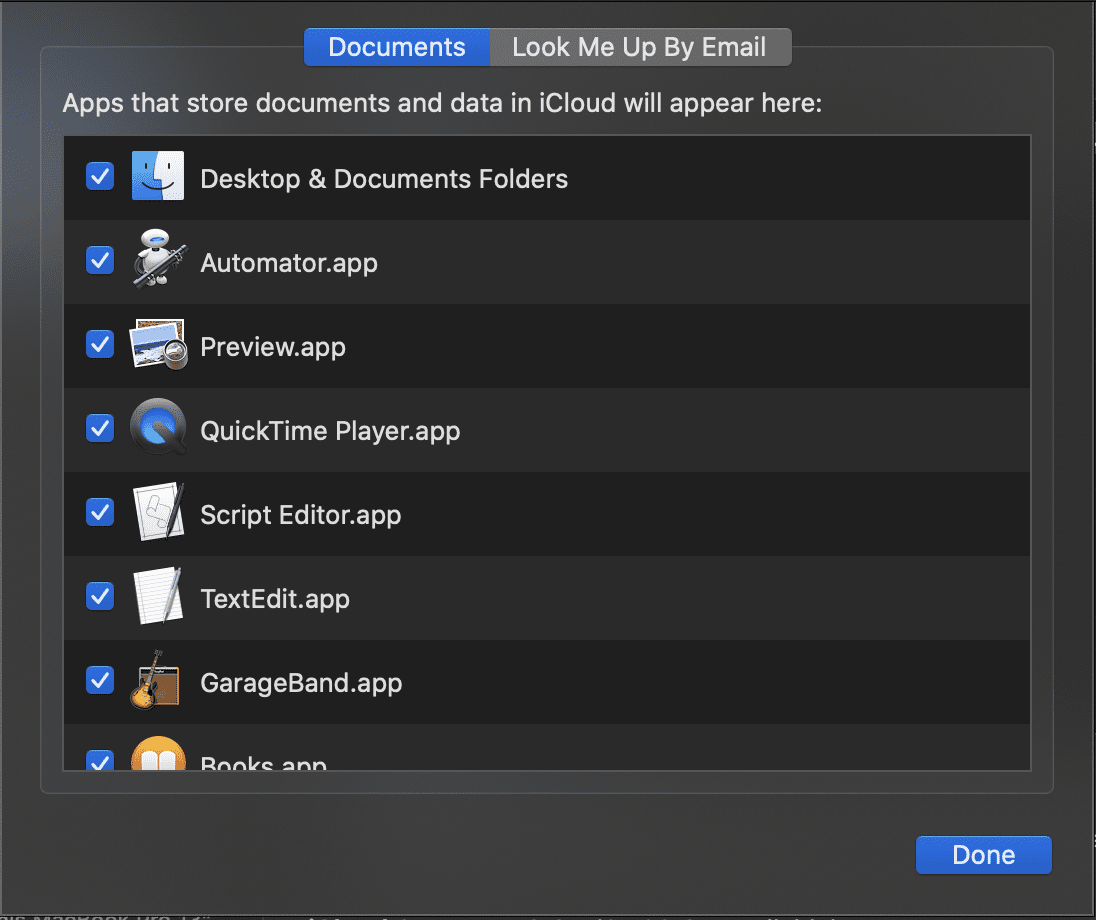 Documents
Look Me Up By Email
Apps that store documents and data in iCloud will appear here:
Desktop & Documents Folders
Automator.app
Preview.app
QuickTime Player.app
Script Editor.app
TextEdit.app
GarageBand.app
Books.app
Done